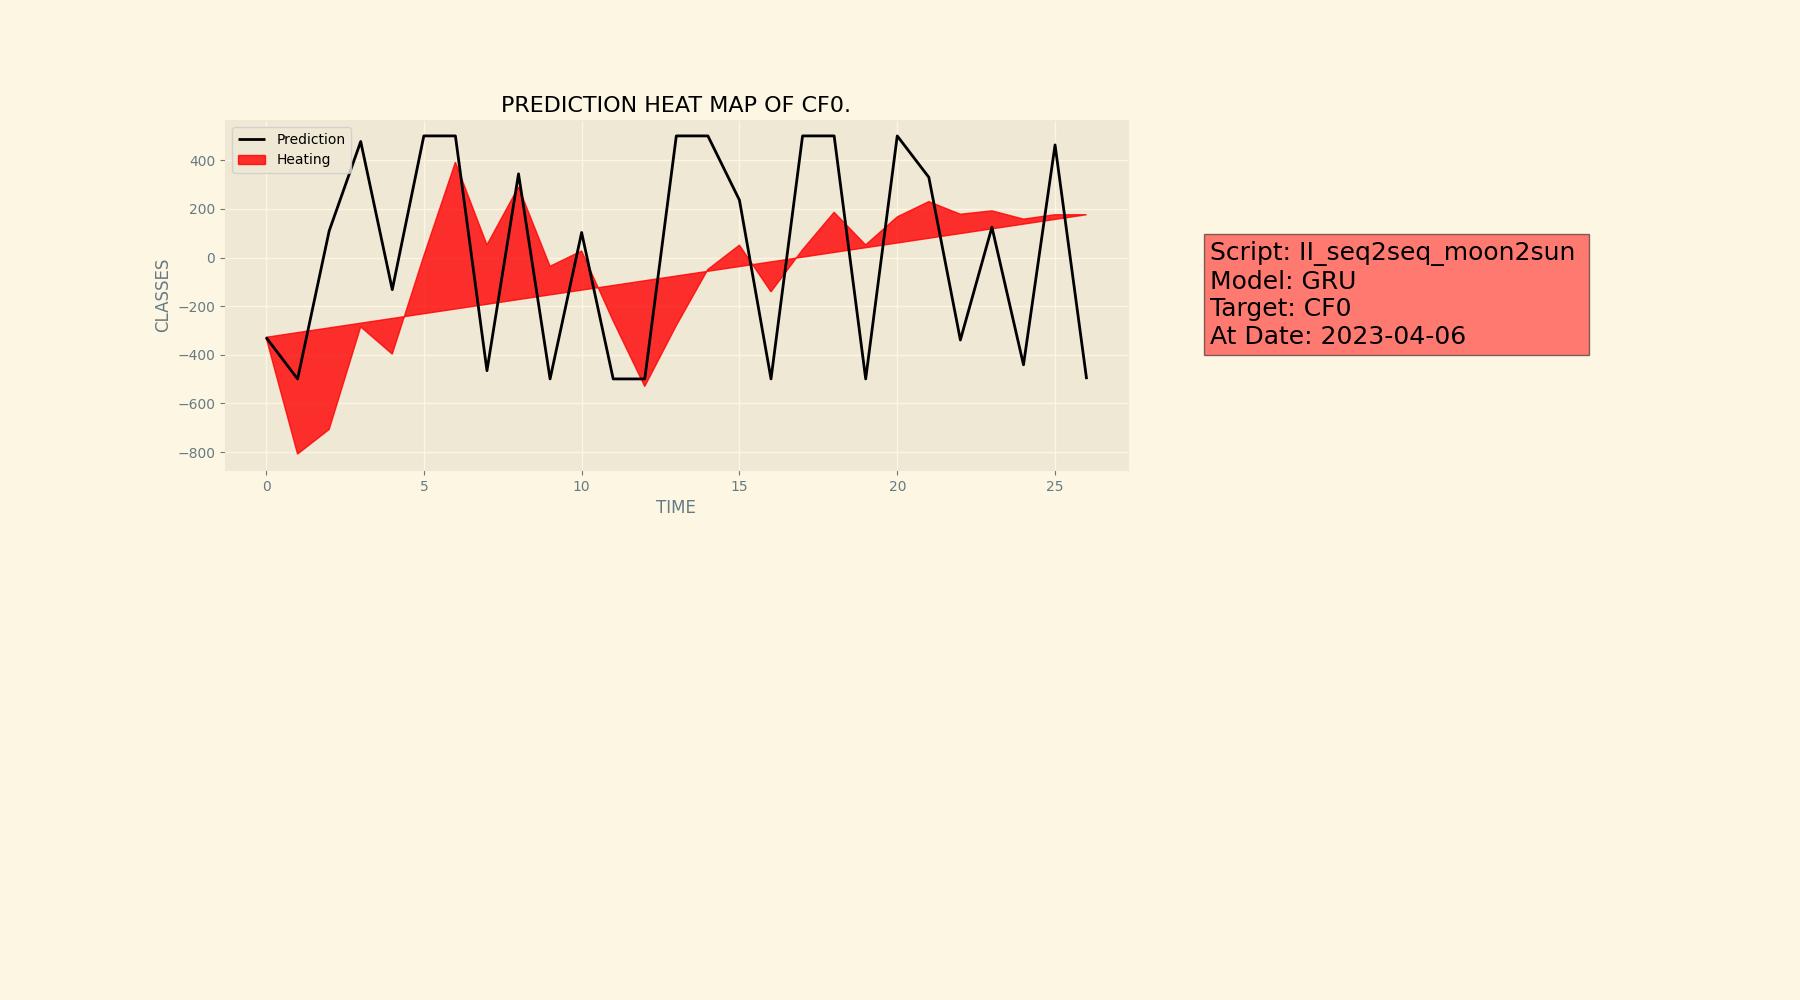 PREDICTION HEAT MAP OF CF0.
Prediction
Heating
400
200
0
−200
−400
−600
−800
CLASSES
0 5 10 15 20 25
TIME
Script: II_seq2seq_moon2sun
Model: GRU
Target: CF0
At Date: 2023-04-06